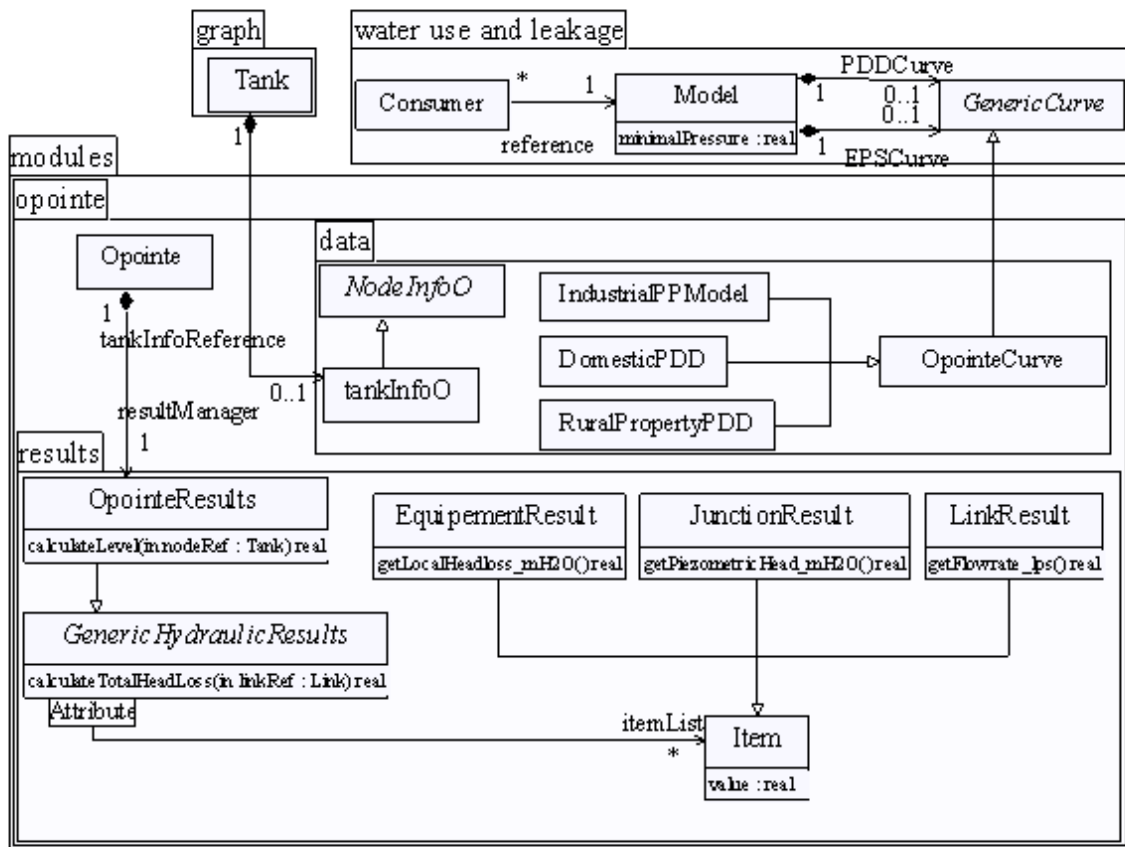 graph
Tank
1
water use and leakage
Consumer
*
1
reference
Model
minimalPressure : real
PDDCurve
1
0..1
0..1
1
EPSCurve
GenericCurve
modules
opointe
Opointe
1
tankInfoReference
0..1
resultManager
1
data
NodeInfoO
tankInfoO
IndustrialPPModel
DomesticPDD
RuralPropertyPDD
OpointeCurve
results
OpointeResults
calculateLevel(in nodeRef : Tank) real
GenericHydraulicResults
calculateTotalHeadLoss(in linkRef : Link) real
Attribute
EquipementResult
getLocalHeadloss_mH2O() real
JunctionResult
getPiezometricHead_mH2O() real
LinkResult
getFlowrate_lps() real
itemList
*
Item
value : real